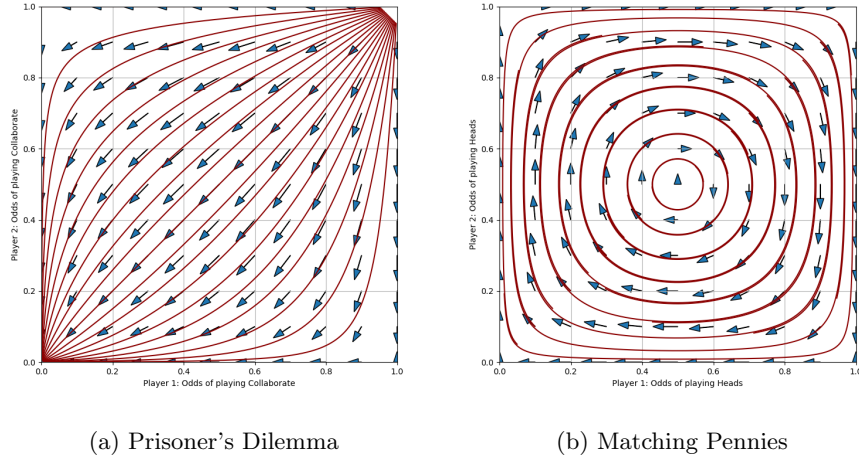 Player 2: Odds of playing Collaborate
1.0
0.8
0.6
0.4
0.2
0.0
0.0 0.2 0.4 0.6 0.8 1.0
Player 1: Odds of playing Collaborate
(a) Prisoner's Dilemma
Player 2: Odds of playing Heads
1.0
0.8
0.6
0.4
0.2
0.0
0.0 0.2 0.4 0.6 0.8 1.0
Player 1: Odds of playing Heads
(b) Matching Pennies